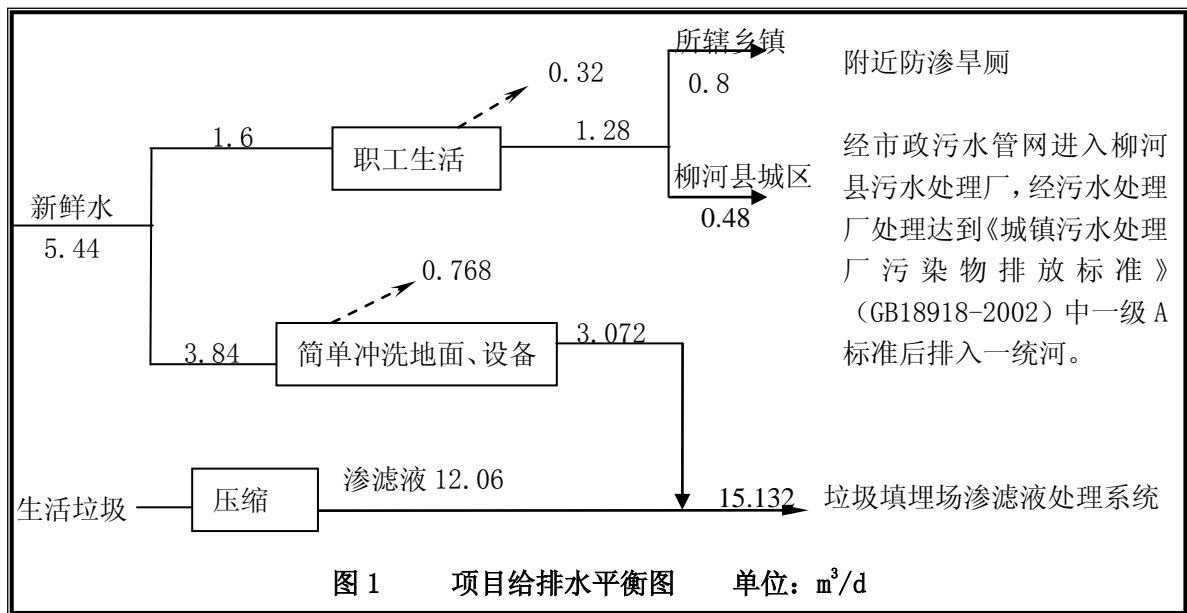 所辖乡镇
附近防渗旱厕
0.32
0.8
1.6
1.28
职工生活
经市政污水管网进入柳河
县污水处理厂，经污水处理
厂处理达到《城镇污水处理
厂污染物排放标准》
（GB18918-2002）中一级 A
标准后排入一统河。
柳河县城区
0.48
新鲜水
5.44
0.768
3.84
简单冲洗地面、设备
3.072
生活垃圾
压缩
渗滤液 12.06
15.132
垃圾填埋场渗滤液处理系统
图 1 项目给排水平衡图 单位：m³/d